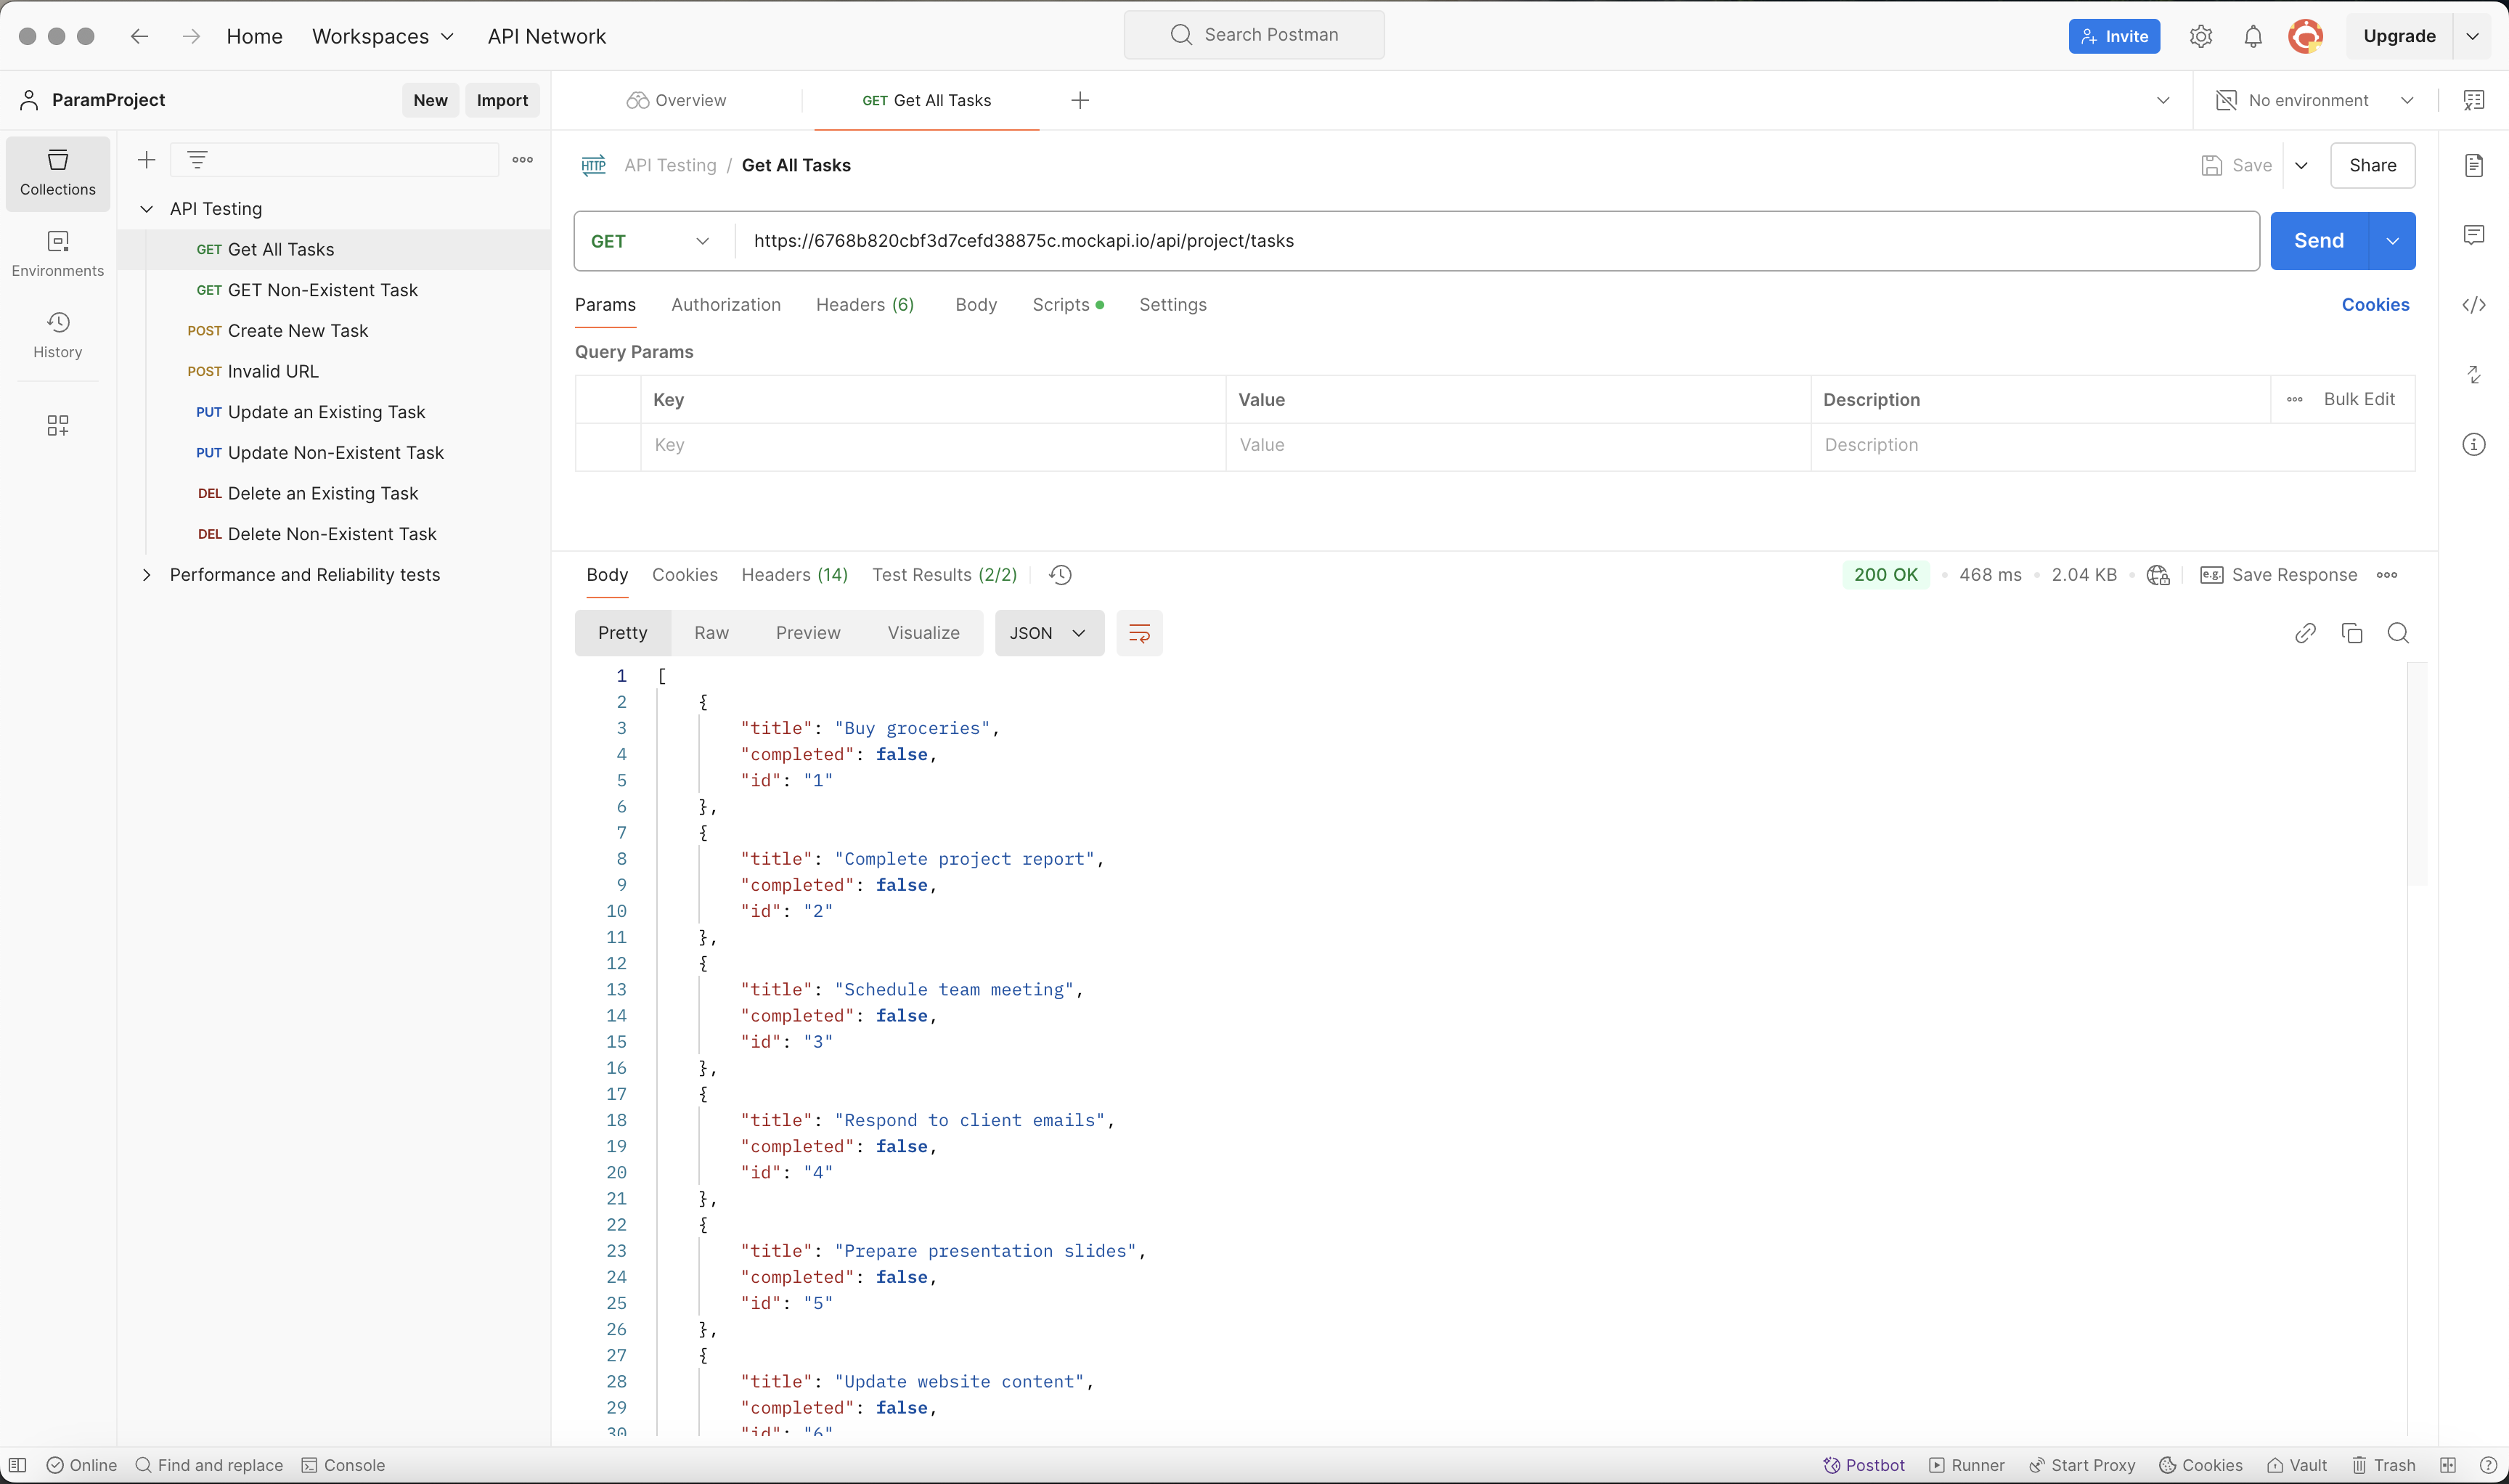 Home Workspaces API Network Search Postman Invite Upgrade
ParamProject New Import Overview GET Get All Tasks No environment
Collections
Environments
History
API Testing
GET Get All Tasks
GET GET Non-Existent Task
POST Create New Task
POST Invalid URL
PUT Update an Existing Task
PUT Update Non-Existent Task
DEL Delete an Existing Task
DEL Delete Non-Existent Task
Performance and Reliability tests
HTTP API Testing / Get All Tasks Save Share
GET https://6768b820cbf3d7cefd38875c.mockapi.io/api/project/tasks Send
Params Authorization Headers (6) Body Scripts Settings Cookies
Query Params
Key Value Description Bulk Edit
Key Value Description
Body Cookies Headers (14) Test Results (2/2) 200 OK 468 ms 2.04 KB e.g. Save Response
Pretty Raw Preview Visualize JSON
1 [
2 {
3 "title": "Buy groceries",
4 "completed": false,
5 "id": "1"
6 },
7 {
8 "title": "Complete project report",
9 "completed": false,
10 "id": "2"
11 },
12 {
13 "title": "Schedule team meeting",
14 "completed": false,
15 "id": "3"
16 },
17 {
18 "title": "Respond to client emails",
19 "completed": false,
20 "id": "4"
21 },
22 {
23 "title": "Prepare presentation slides",
24 "completed": false,
25 "id": "5"
26 },
27 {
28 "title": "Update website content",
29 "completed": false,
30 "id": "6"
Online Find and replace Console Postbot Runner Start Proxy Cookies Vault Trash